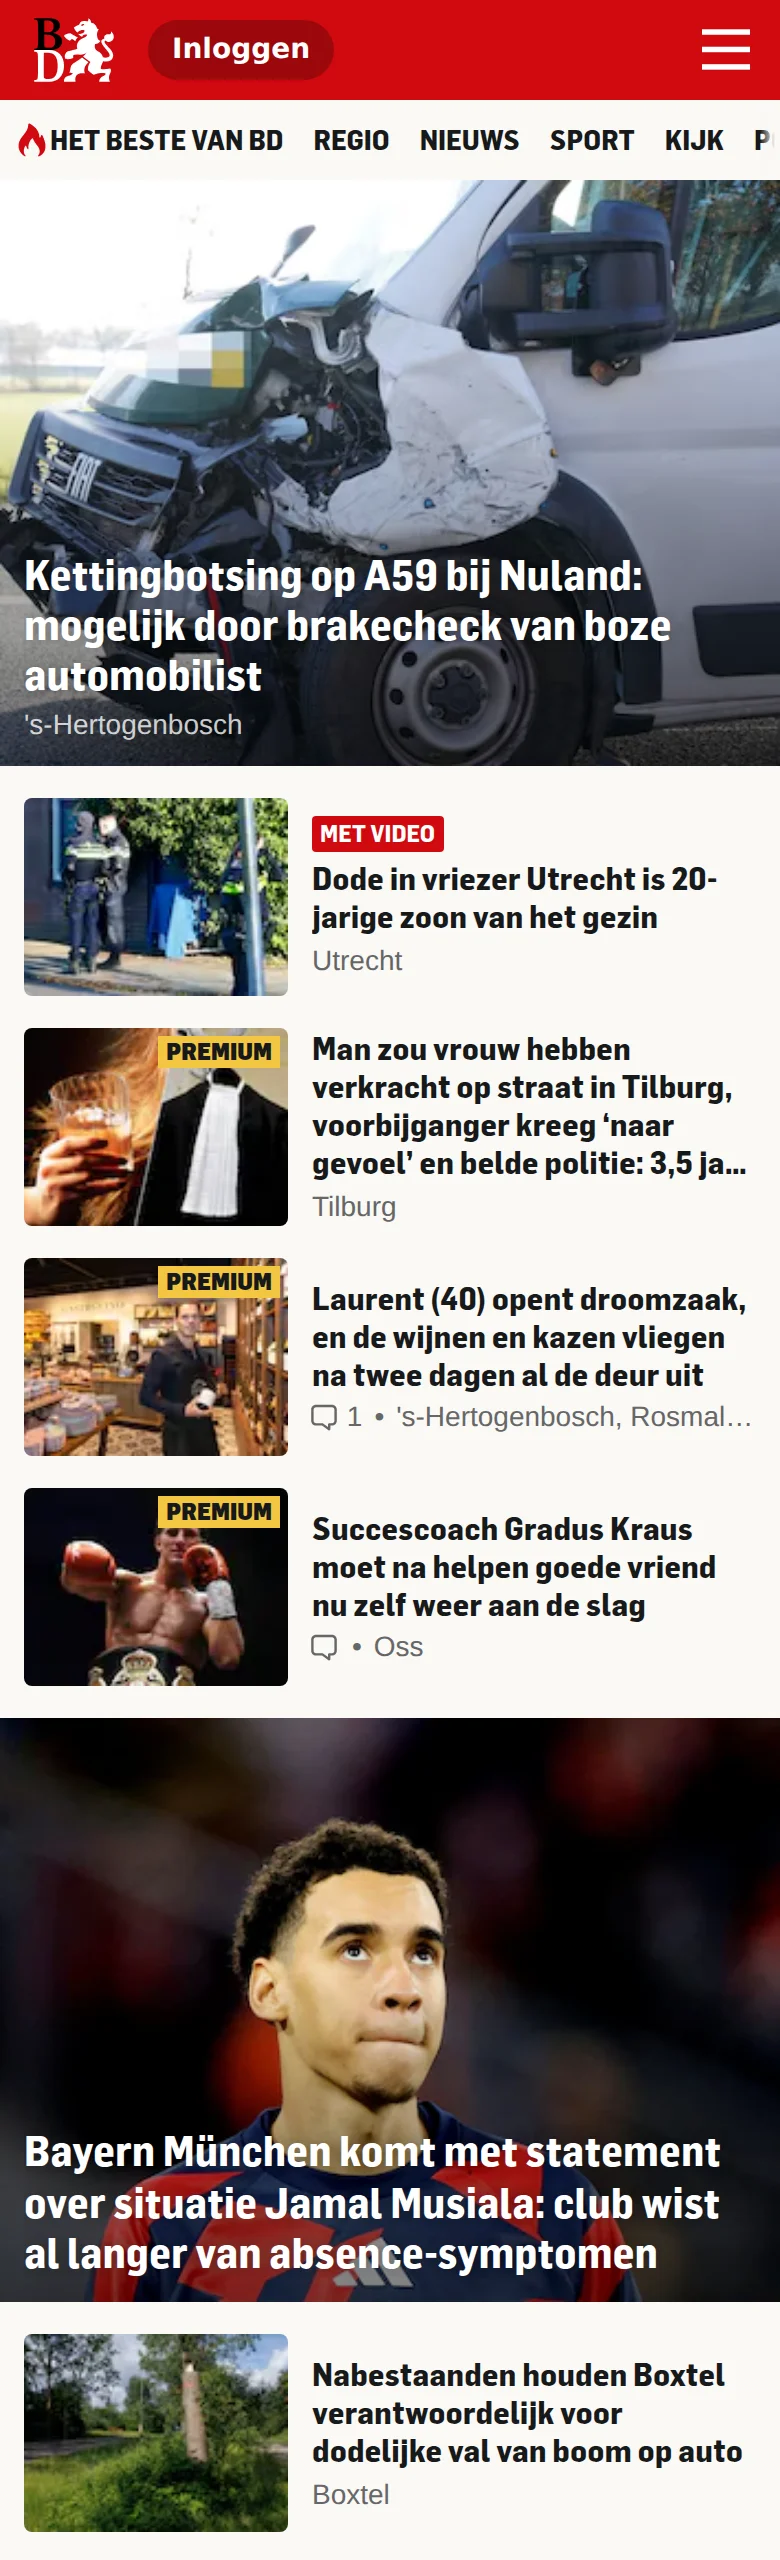 BD
Inloggen
HET BESTE VAN BD REGIO NIEUWS SPORT KIJK
FIAT
Kettingbotsing op A59 bij Nuland:
mogelijk door brakecheck van boze
automobilist
's-Hertogenbosch
MET VIDEO
Dode in vriezer Utrecht is 20-
jarige zoon van het gezin
Utrecht
PREMIUM
Man zou vrouw hebben
verkracht op straat in Tilburg,
voorbijganger kreeg ‘naar
gevoel’ en belde politie: 3,5 ja...
Tilburg
PREMIUM
Laurent (40) opent droomzaak,
en de wijnen en kazen vliegen
na twee dagen al de deur uit
1 • 's-Hertogenbosch, Rosmal...
PREMIUM
Succescoach Gradus Kraus
moet na helpen goede vriend
nu zelf weer aan de slag
• Oss
Bayern München komt met statement
over situatie Jamal Musiala: club wist
al langer van absence-symptomen
Nabestaanden houden Boxtel
verantwoordelijk voor
dodelijke val van boom op auto
Boxtel